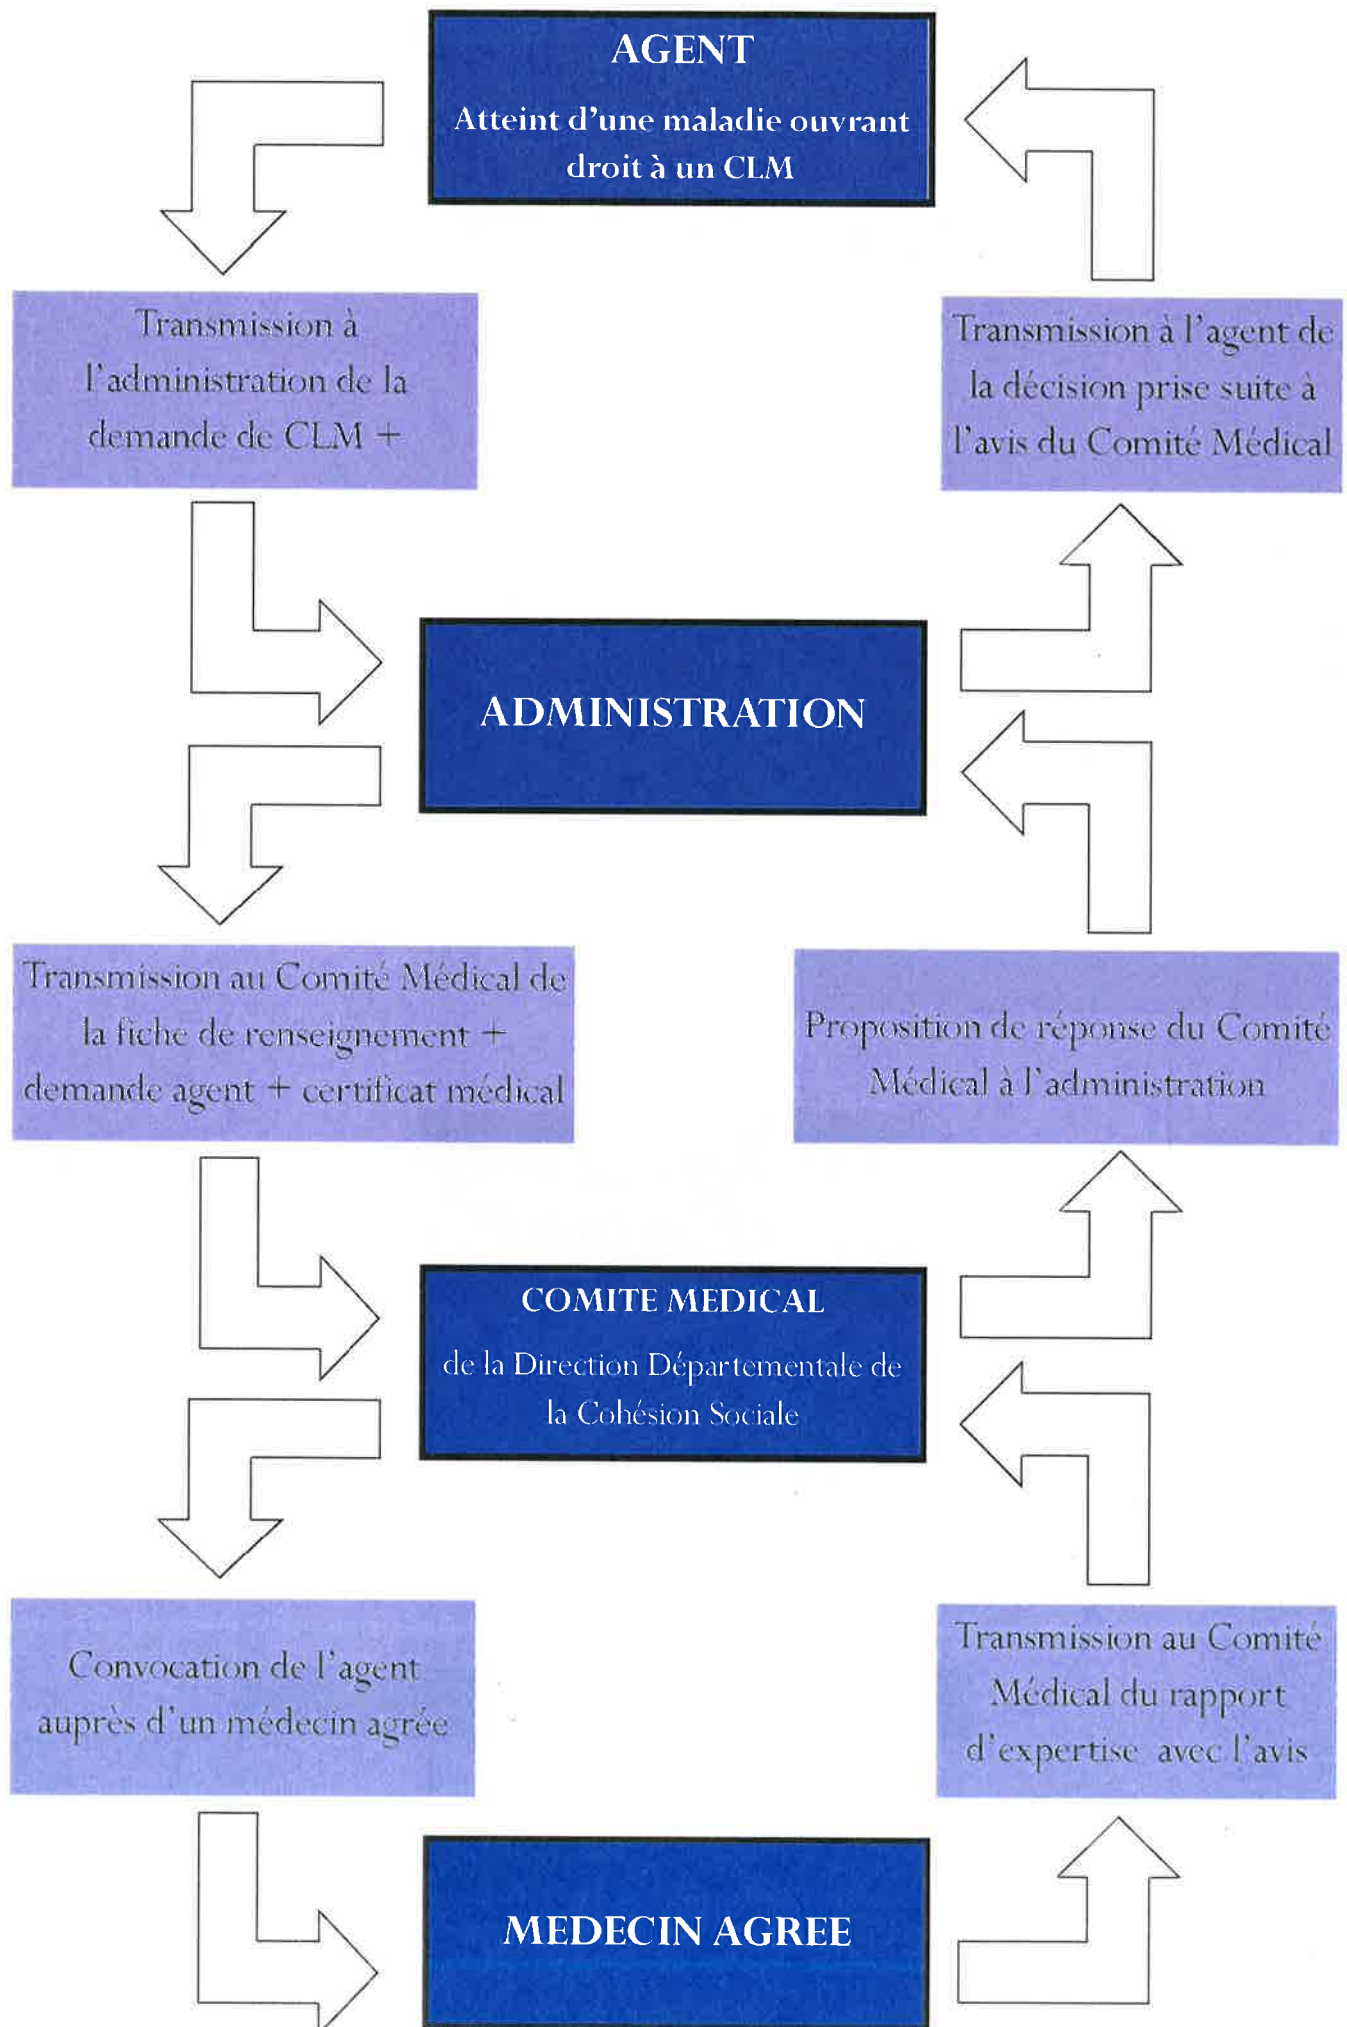 AGENT
Atteint d'une maladie ouvrant
droit à un CLM
Transmission à
l'administration de la
demande de CLM +
Transmission à l'agent de
la décision prise suite à
l'avis du Comité Médical
ADMINISTRATION
Transmission au Comité Médical de
la fiche de renseignement +
demande agent + certificat médical
Proposition de réponse du Comité
Médical à l'administration
COMITE MEDICAL
de la Direction Départementale de
la Cohésion Sociale
Convocation de l'agent
auprès d'un médecin agrée
Transmission au Comité
Médical du rapport
d'expertise avec l'avis
MEDECIN AGREE